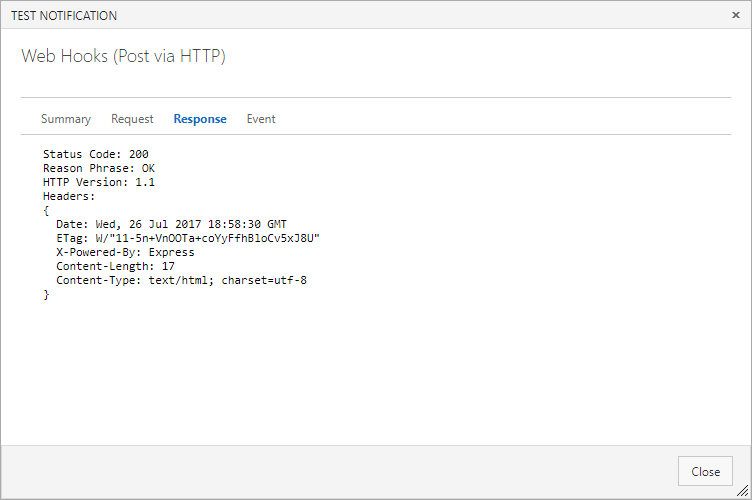 TEST NOTIFICATION
Web Hooks (Post via HTTP)
Summary Request Response Event
Status Code: 200
Reason Phrase: OK
HTTP Version: 1.1
Headers:
{
Date: Wed, 26 Jul 2017 18:58:30 GMT
ETag: W/"11-5n+VnOOTa+coYyFfhBloCv5xJ8U"
X-Powered-By: Express
Content-Length: 17
Content-Type: text/html; charset=utf-8
}
Close